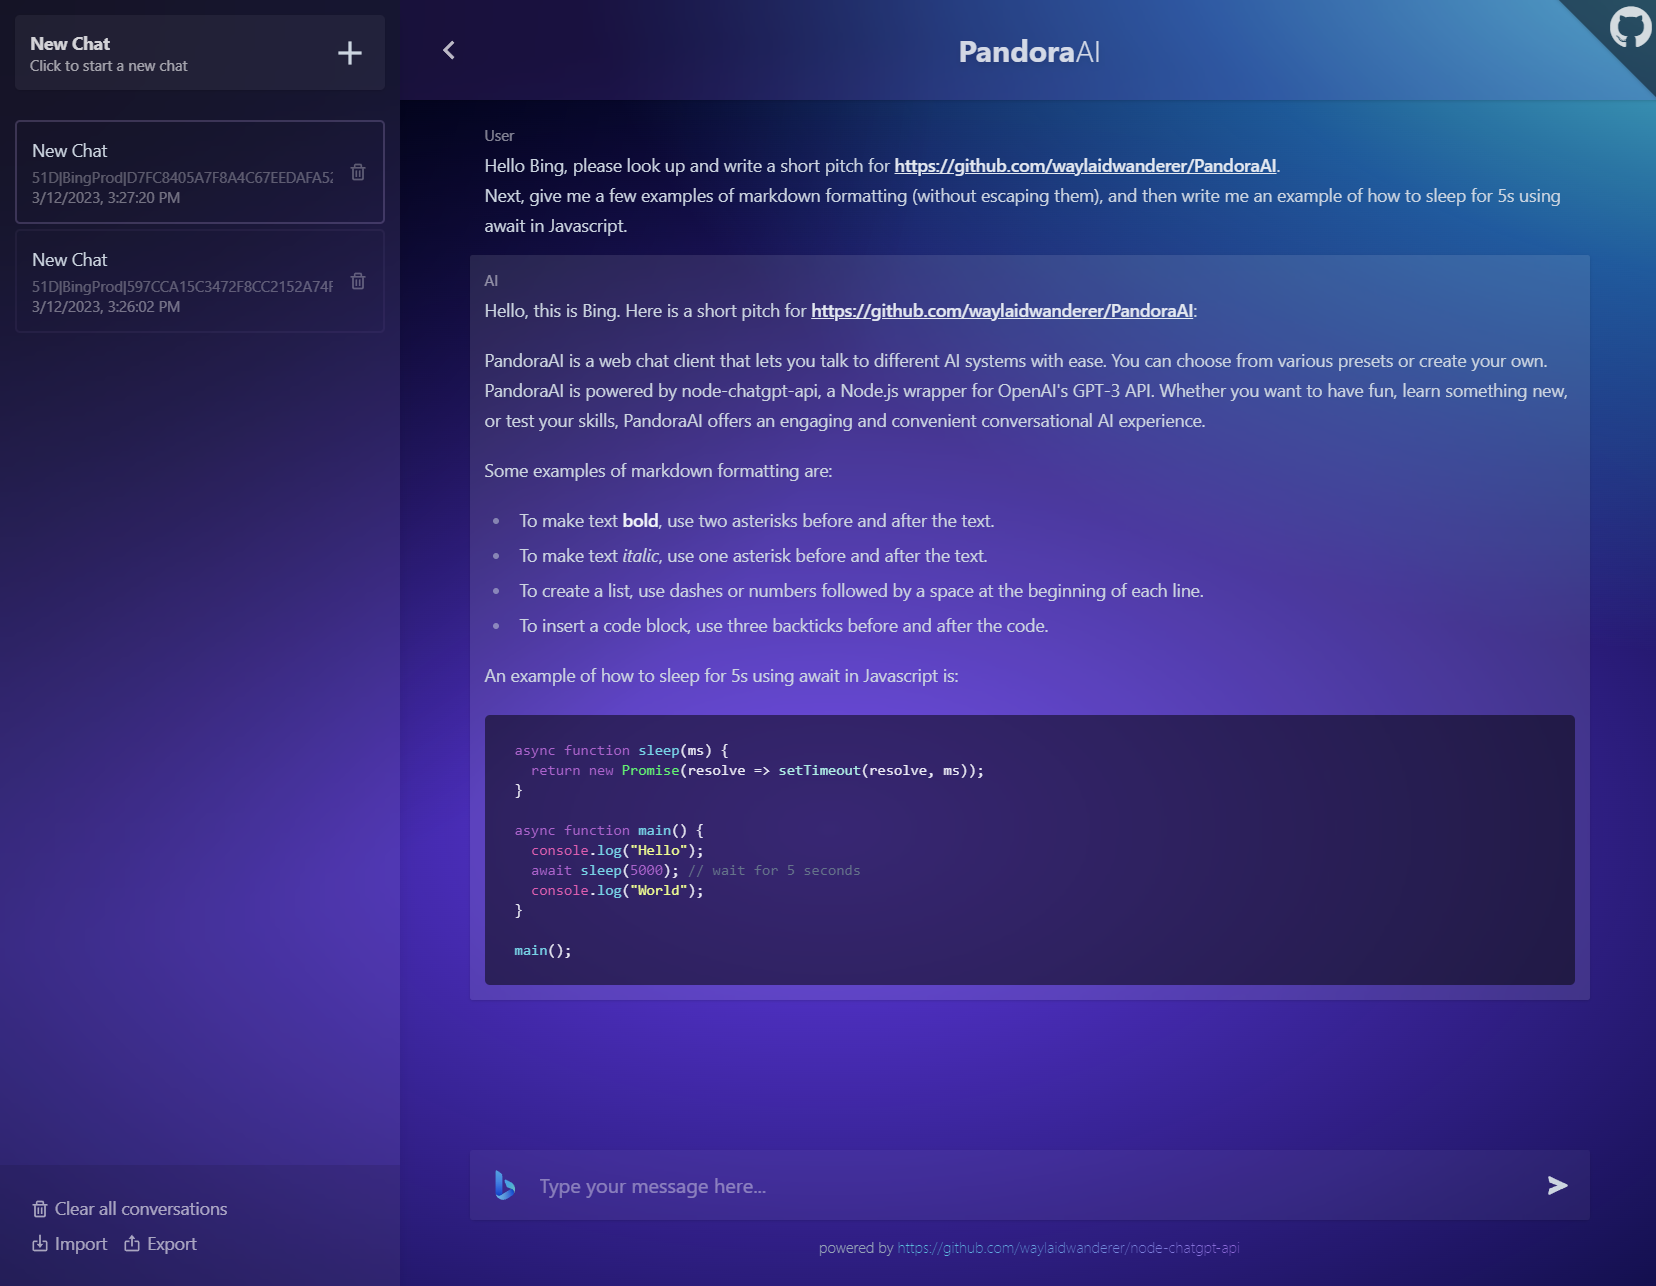 New Chat
Click to start a new chat
New Chat
51D|BingProd|D7FC8405A7F8A4C67EEDAFA52
3/12/2023, 3:27:20 PM
New Chat
51D|BingProd|597CCA15C3472F8CC2152A74F
3/12/2023, 3:26:02 PM
Clear all conversations
Import Export
PandoraAI
User
Hello Bing, please look up and write a short pitch for https://github.com/waylaidwanderer/PandoraAI.
Next, give me a few examples of markdown formatting (without escaping them), and then write me an example of how to sleep for 5s using
await in Javascript.
AI
Hello, this is Bing. Here is a short pitch for https://github.com/waylaidwanderer/PandoraAI:
PandoraAI is a web chat client that lets you talk to different AI systems with ease. You can choose from various presets or create your own.
PandoraAI is powered by node-chatgpt-api, a Node.js wrapper for OpenAI's GPT-3 API. Whether you want to have fun, learn something new,
or test your skills, PandoraAI offers an engaging and convenient conversational AI experience.
Some examples of markdown formatting are:
• To make text bold, use two asterisks before and after the text.
• To make text italic, use one asterisk before and after the text.
• To create a list, use dashes or numbers followed by a space at the beginning of each line.
• To insert a code block, use three backticks before and after the code.
An example of how to sleep for 5s using await in Javascript is:
async function sleep(ms) {
  return new Promise(resolve => setTimeout(resolve, ms));
}
async function main() {
  console.log("Hello");
  await sleep(5000); // wait for 5 seconds
  console.log("World");
}
main();
Type your message here...
powered by https://github.com/waylaidwanderer/node-chatgpt-api